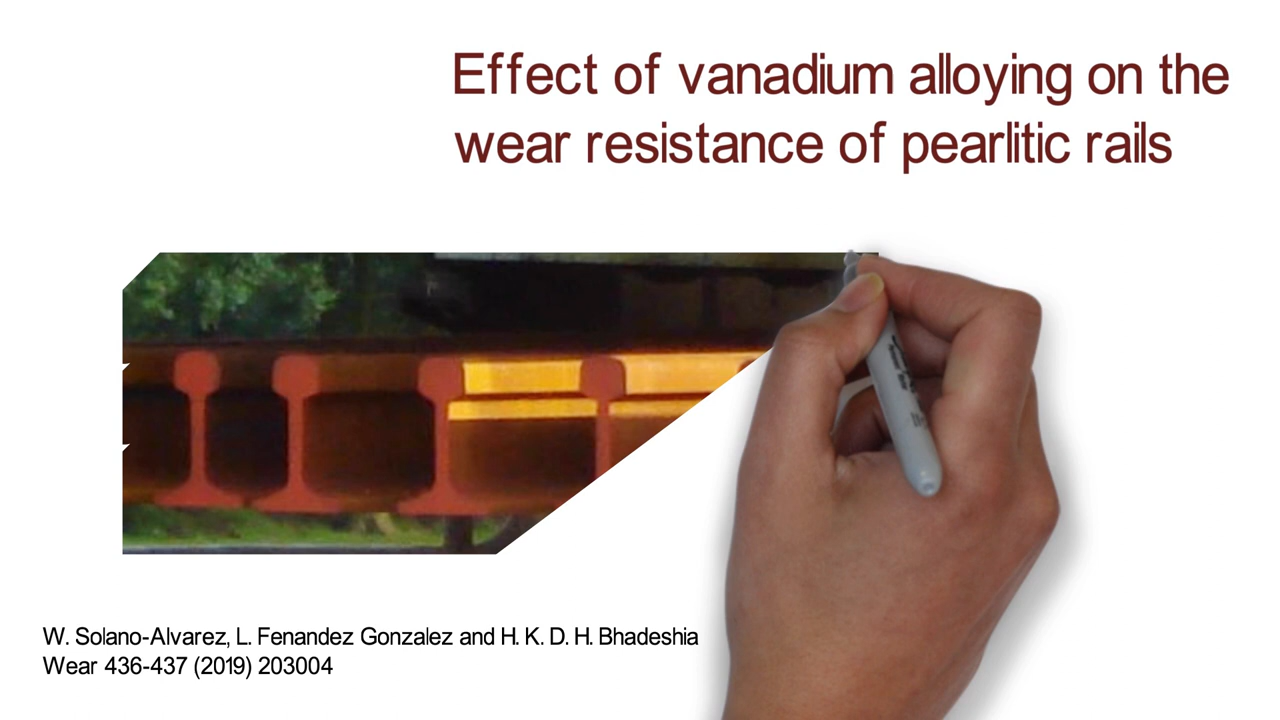 Effect of vanadium alloying on the
wear resistance of pearlitic rails
W. Solano-Alvarez, L. Fenandez Gonzalez and H. K. D. H. Bhadeshia
Wear 436-437 (2019) 203004